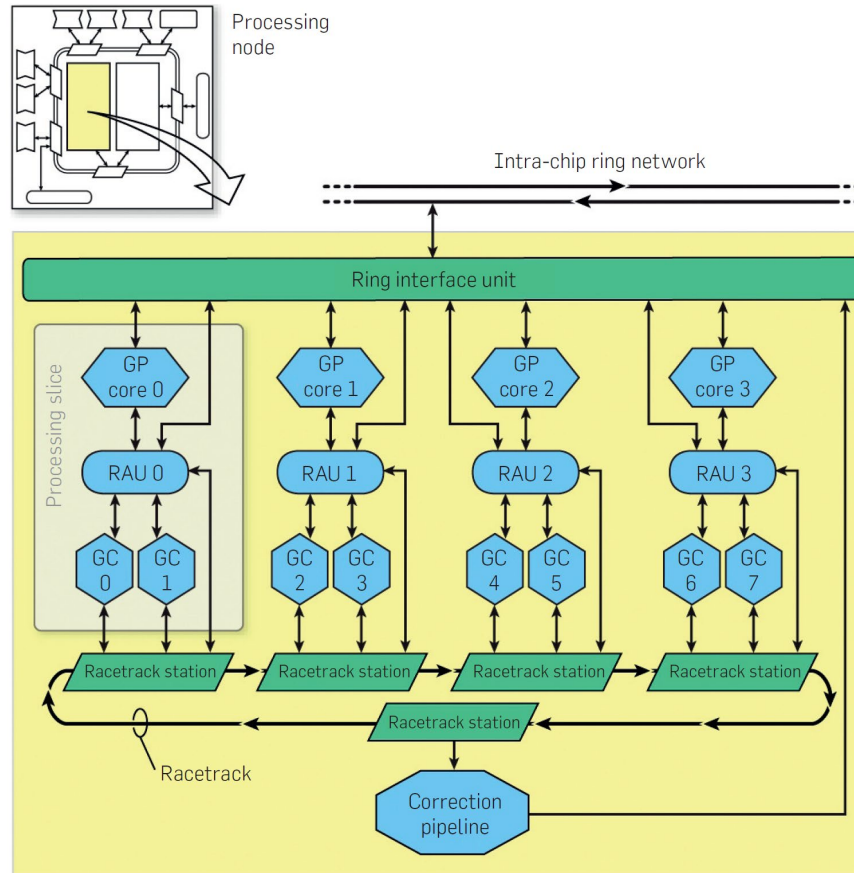 Processing
node
Intra-chip ring network
Ring interface unit
Processing slice
GP
core 0
GP
core 1
GP
core 2
GP
core 3
RAU 0
RAU 1
RAU 2
RAU 3
GC
0
GC
1
GC
2
GC
3
GC
4
GC
5
GC
6
GC
7
Racetrack station
Racetrack station
Racetrack station
Racetrack station
Racetrack station
Racetrack
Correction
pipeline